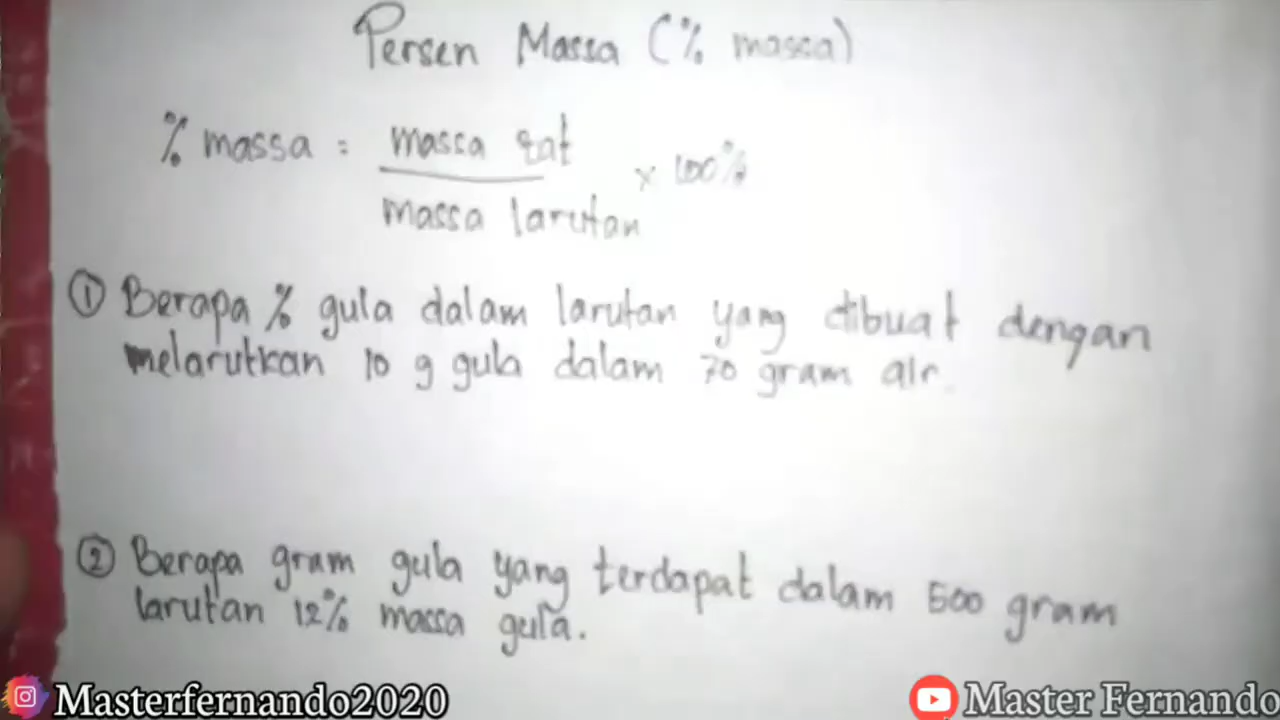 Persen Massa (% massa)
% massa = massa zat
massa larutan × 100%
① Berapa % gula dalam larutan yang dibuat dengan
melarutkan 10 g gula dalam 70 gram air.
② Berapa gram gula yang terdapat dalam 500 gram
larutan 12% massa gula.
Masterfernando2020
Master Fernando